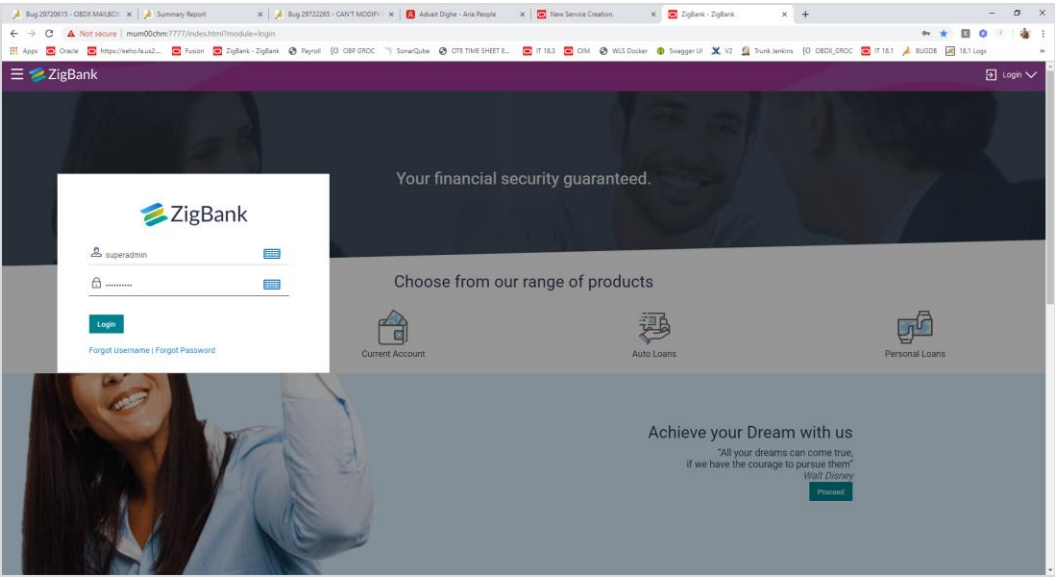 Bug 29720615 - OBDX MAILBOX
Summary Report
Bug 29722265 - CAN'T MODIFY
Advait Dighe - Aria People
New Service Creation.
ZigBank - ZigBank
Not secure | mum00chm:7777/index.html?module=login
Apps
Oracle
https://eeho.fa.us2...
Fusion
ZigBank - ZigBank
Payroll
OBP GROC
SonarQube
OTE TIME SHEET E...
IT 18.3
OIM
WLS Docker
Swagger UI
V2
Trunk Jenkins
OBDX_GROC
IT 18.1
BUGDB
18.1 Logs
ZigBank
Login
Your financial security guaranteed.
ZigBank
superadmin
..........
Login
Forgot Username | Forgot Password
Choose from our range of products
Current Account
Auto Loans
Personal Loans
Achieve your Dream with us
"All your dreams can come true,
if we have the courage to pursue them"
Walt Disney
Proceed